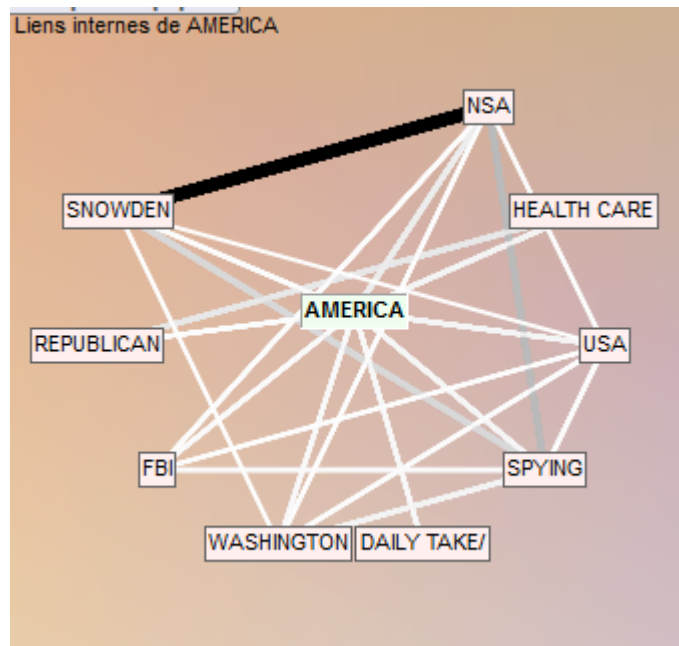 Liens internes de AMERICA
NSA
SNOWDEN
HEALTH CARE
AMERICA
REPUBLICAN
USA
FBI
SPYING
WASHINGTON
DAILY TAKE/